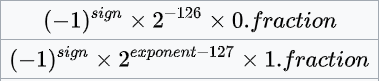 (−1)^sign × 2^−126 × 0.fraction
(−1)^sign × 2^exponent−127 × 1.fraction